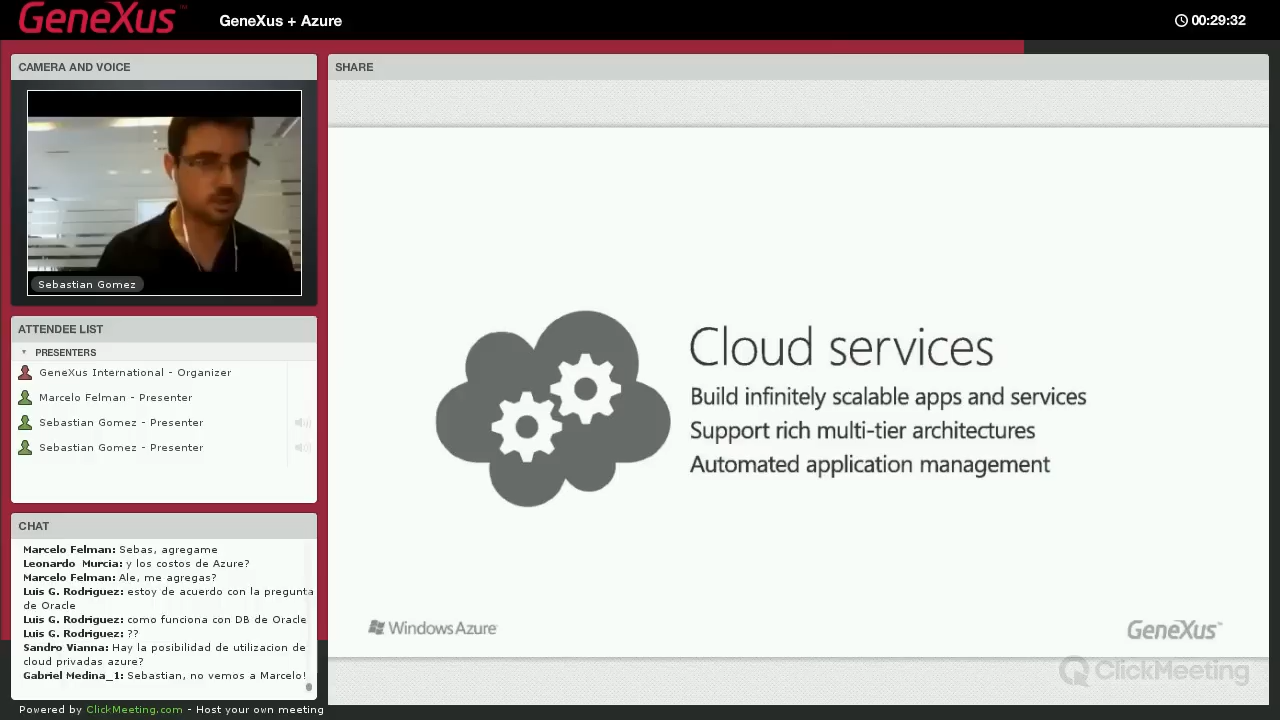 GeneXus™
GeneXus + Azure
00:29:32
CAMERA AND VOICE
Sebastian Gomez
ATTENDEE LIST
PRESENTERS
GeneXus International - Organizer
Marcelo Felman - Presenter
Sebastian Gomez - Presenter
Sebastian Gomez - Presenter
CHAT
Marcelo Felman: Sebas, agregame
Leonardo Murcia: y los costos de Azure?
Marcelo Felman: Ale, me agregas?
Luis G. Rodriguez: estoy de acuerdo con la pregunta
de Oracle
Luis G. Rodriguez: como funciona con DB de Oracle
Luis G. Rodriguez: ??
Sandro Vianna: Hay la posibilidad de utilizacion de
cloud privadas azure?
Gabriel Medina_1: Sebastian, no vemos a Marcelo!
Powered by ClickMeeting.com - Host your own meeting
SHARE
Cloud services
Build infinitely scalable apps and services
Support rich multi-tier architectures
Automated application management
Windows Azure
GeneXus™
ClickMeeting